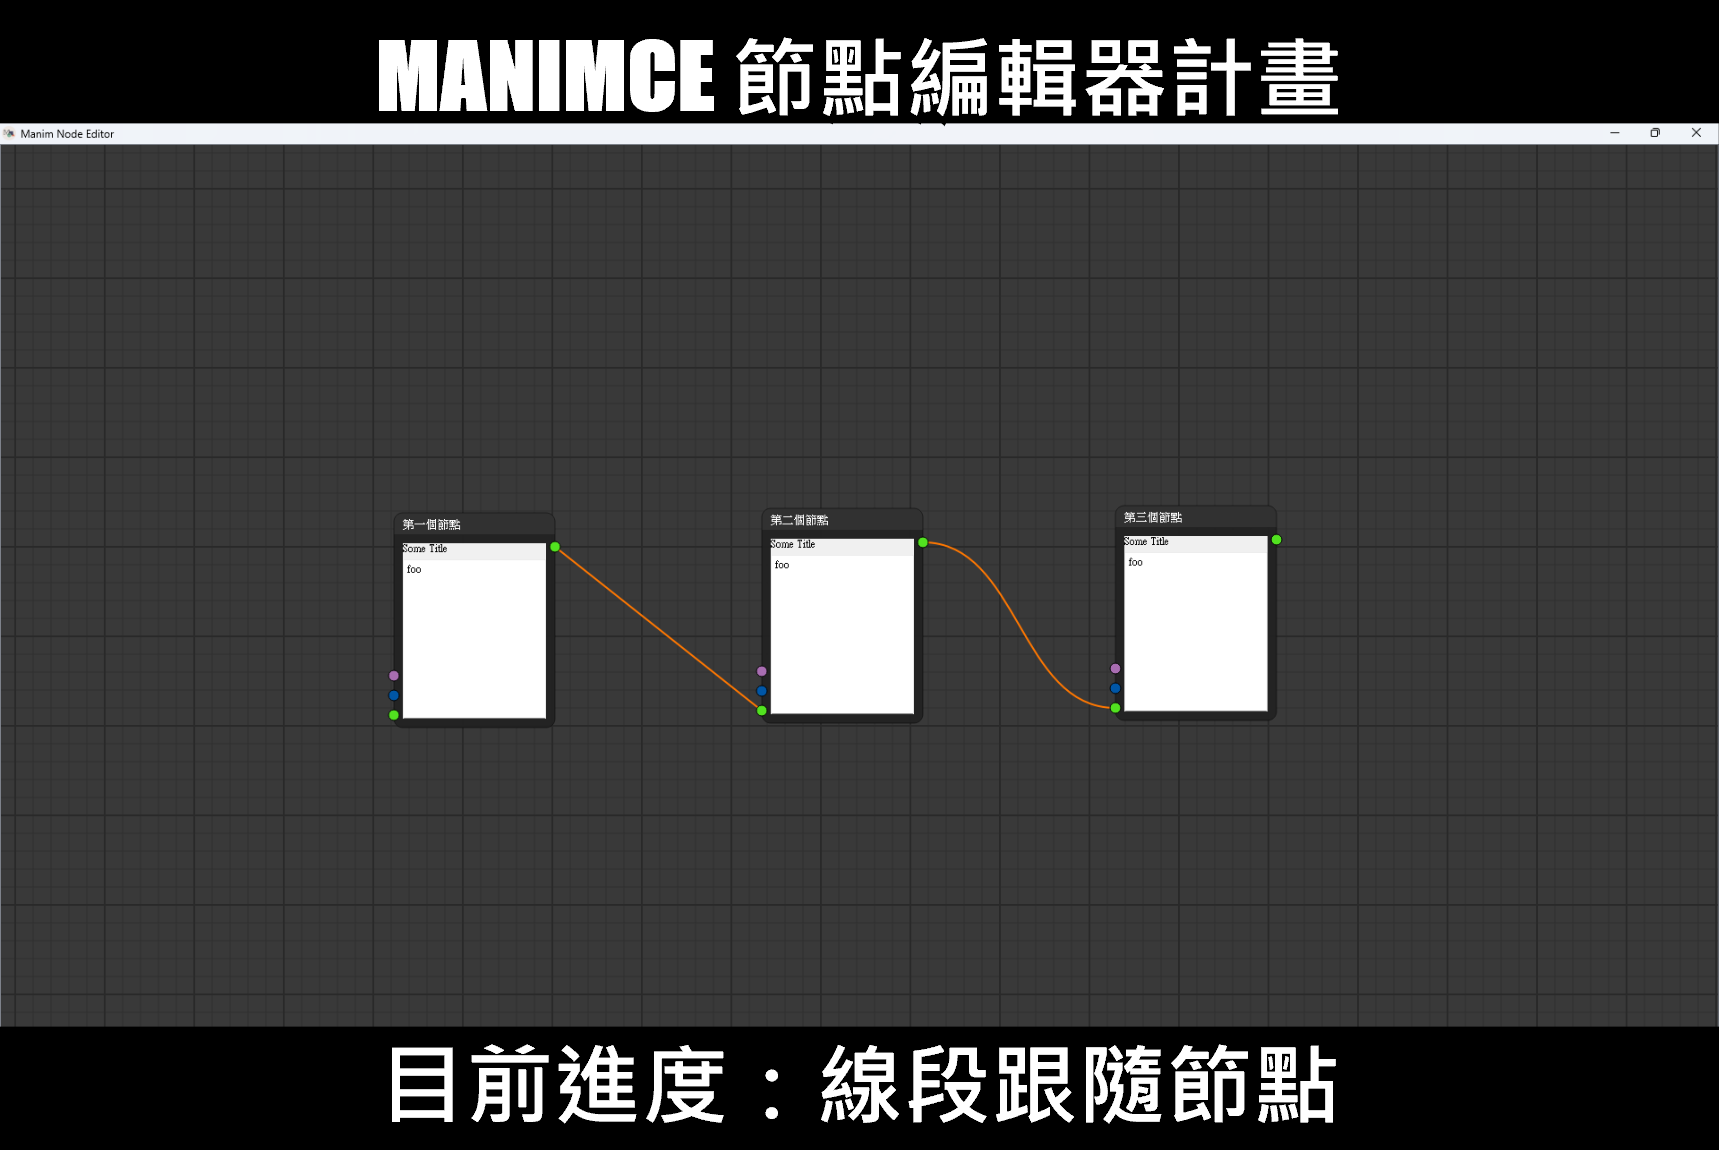 MANIMCE 節點編輯器計畫
Manim Node Editor
第一個節點
Some Title
foo
第二個節點
Some Title
foo
第三個節點
Some Title
foo
目前進度：線段跟隨節點